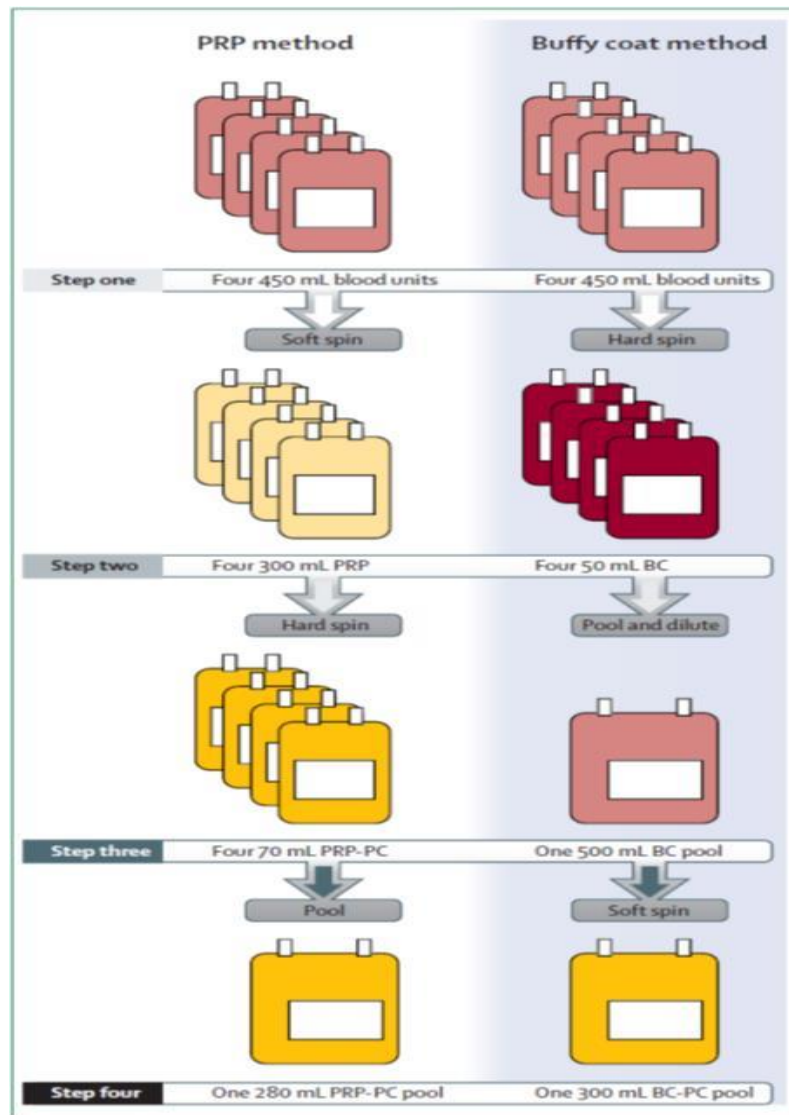 PRP method Buffy coat method
Step one Four 450 mL blood units Four 450 mL blood units
Soft spin Hard spin
Step two Four 300 mL PRP Four 50 mL BC
Hard spin Pool and dilute
Step three Four 70 mL PRP-PC One 500 mL BC pool
Pool Soft spin
Step four One 280 mL PRP-PC pool One 300 mL BC-PC pool